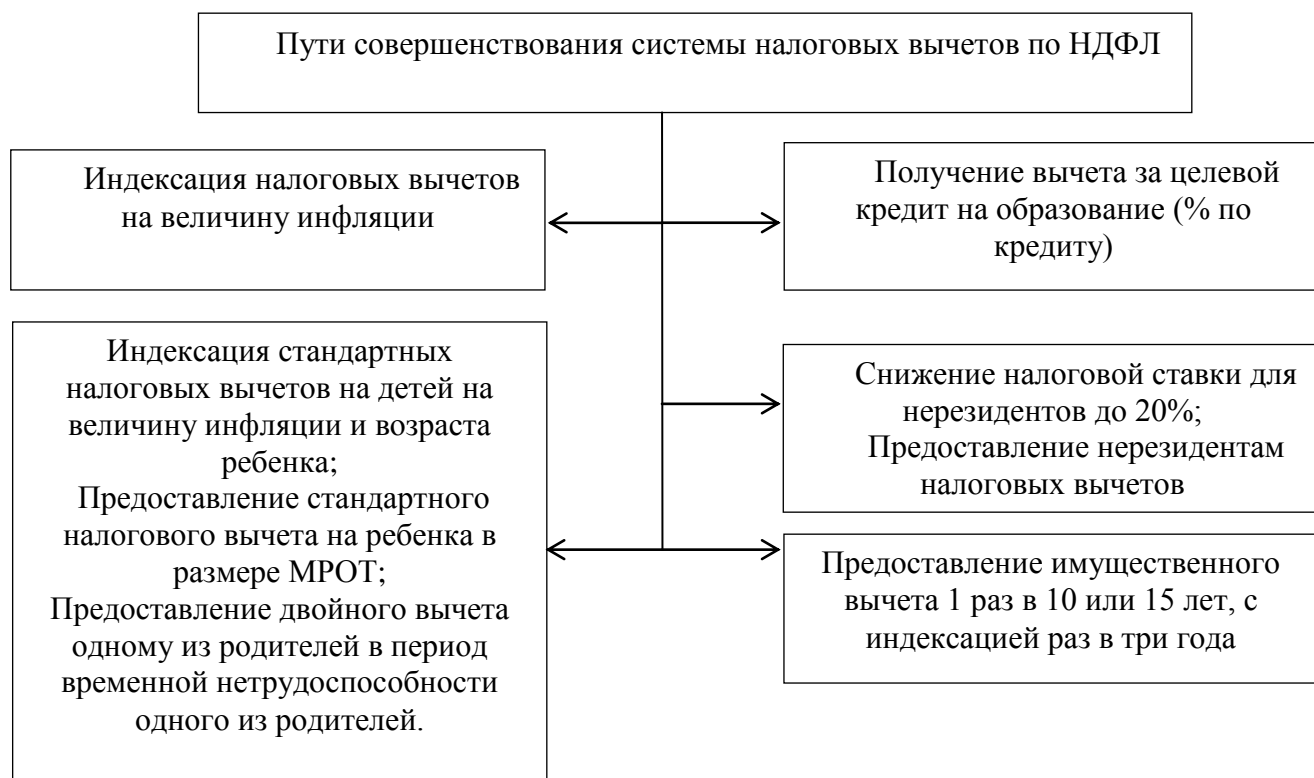 Пути совершенствования системы налоговых вычетов по НДФЛ
Индексация налоговых вычетов
на величину инфляции
Получение вычета за целевой
кредит на образование (% по
кредиту)
Индексация стандартных
налоговых вычетов на детей на
величину инфляции и возраста
ребенка;
Предоставление стандартного
налогового вычета на ребенка в
размере МРОТ;
Предоставление двойного вычета
одному из родителей в период
временной нетрудоспособности
одного из родителей.
Снижение налоговой ставки для
нерезидентов до 20%;
Предоставление нерезидентам
налоговых вычетов
Предоставление имущественного
вычета 1 раз в 10 или 15 лет, с
индексацией раз в три года